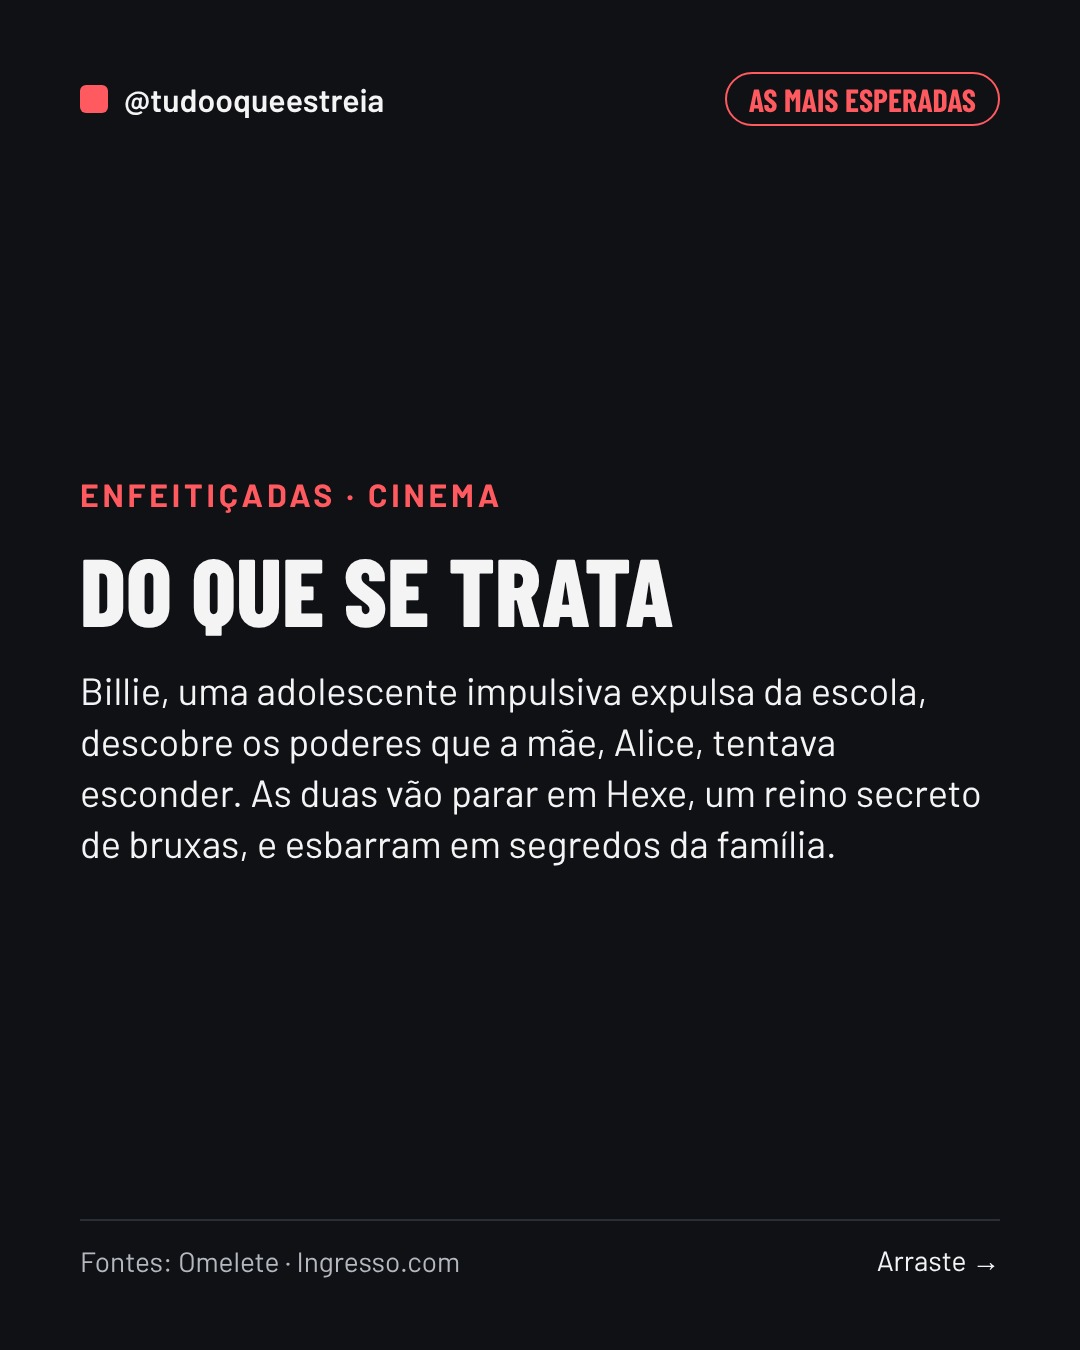 @tudooqueestreia
AS MAIS ESPERADAS
ENFEITIÇADAS · CINEMA
DO QUE SE TRATA
Billie, uma adolescente impulsiva expulsa da escola,
descobre os poderes que a mãe, Alice, tentava
esconder. As duas vão parar em Hexe, um reino secreto
de bruxas, e esbarram em segredos da família.
Fontes: Omelete · Ingresso.com
Arraste →